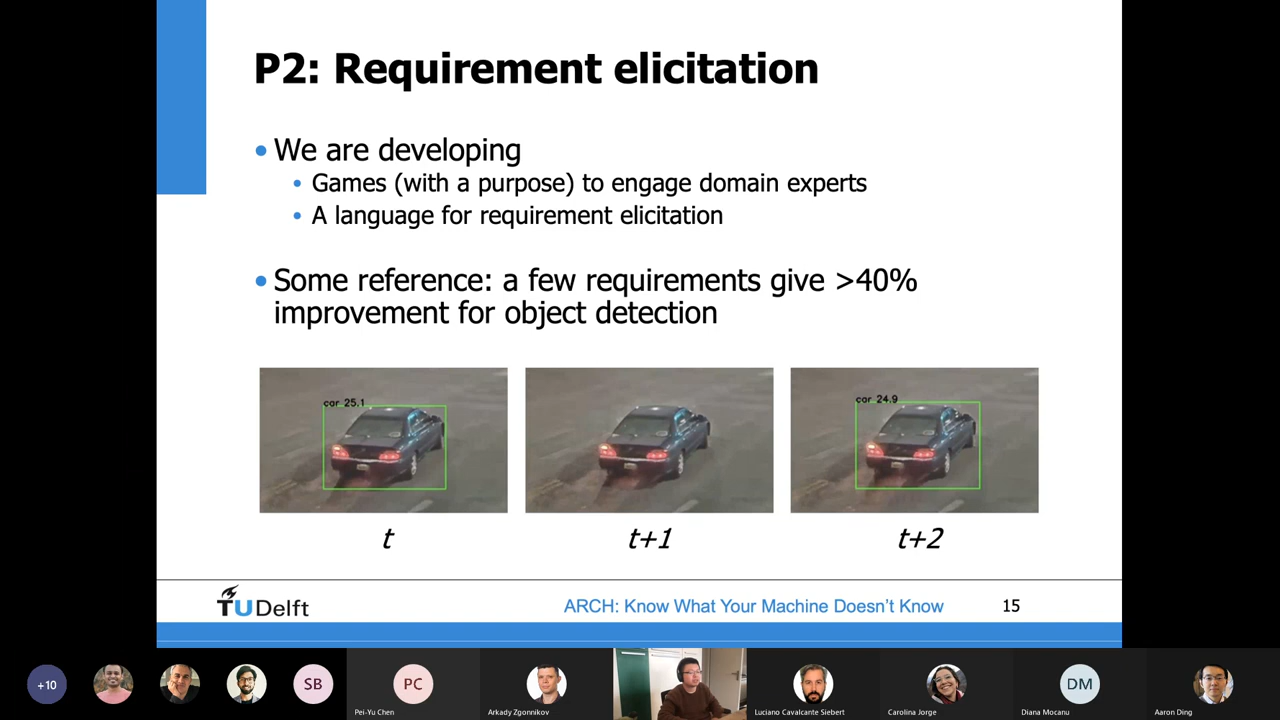 P2: Requirement elicitation
• We are developing
• Games (with a purpose) to engage domain experts
• A language for requirement elicitation
• Some reference: a few requirements give >40%
improvement for object detection
car 25.1
car 24.9
t
t+1
t+2
TUDelft
ARCH: Know What Your Machine Doesn't Know
15
+10
SB
PC
DM
Pei-Yu Chen
Arkady Zgonnikov
Luciano Cavalcante Siebert
Carolina Jorge
Diana Mocanu
Aaron Ding